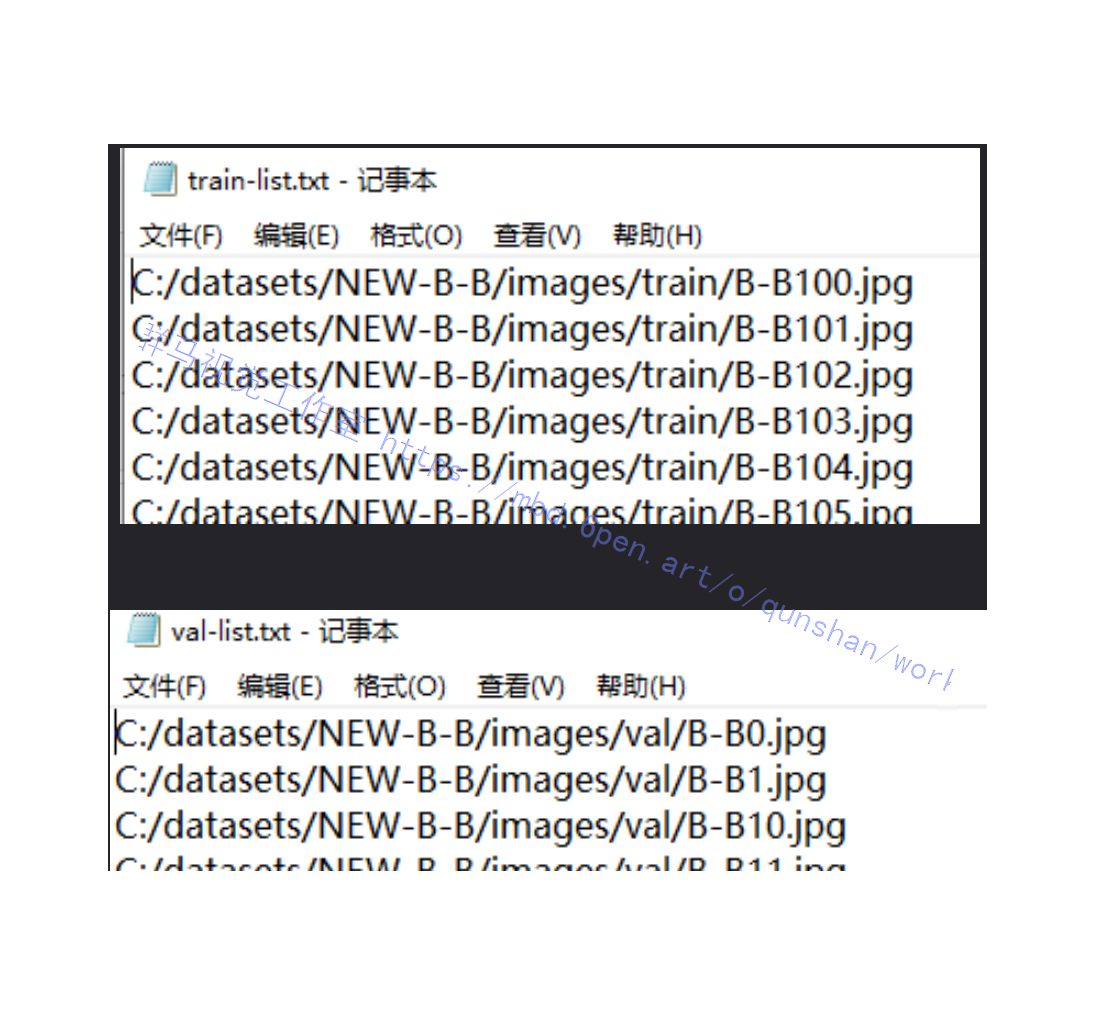 train-list.txt - 记事本
文件(F) 编辑(E) 格式(O) 查看(V) 帮助(H)
C:/datasets/NEW-B-B/images/train/B-B100.jpg
C:/datasets/NEW-B-B/images/train/B-B101.jpg
C:/datasets/NEW-B-B/images/train/B-B102.jpg
C:/datasets/NEW-B-B/images/train/B-B103.jpg
C:/datasets/NEW-B-B/images/train/B-B104.jpg
C:/datasets/NEW-B-B/images/train/B-B105.jpg
马视觉工作室 https://mbd.open.art/o/qunshan/work
val-list.txt - 记事本
文件(F) 编辑(E) 格式(O) 查看(V) 帮助(H)
C:/datasets/NEW-B-B/images/val/B-B0.jpg
C:/datasets/NEW-B-B/images/val/B-B1.jpg
C:/datasets/NEW-B-B/images/val/B-B10.jpg
C:/datasets/NEW-B-B/images/val/B-B11.jpg